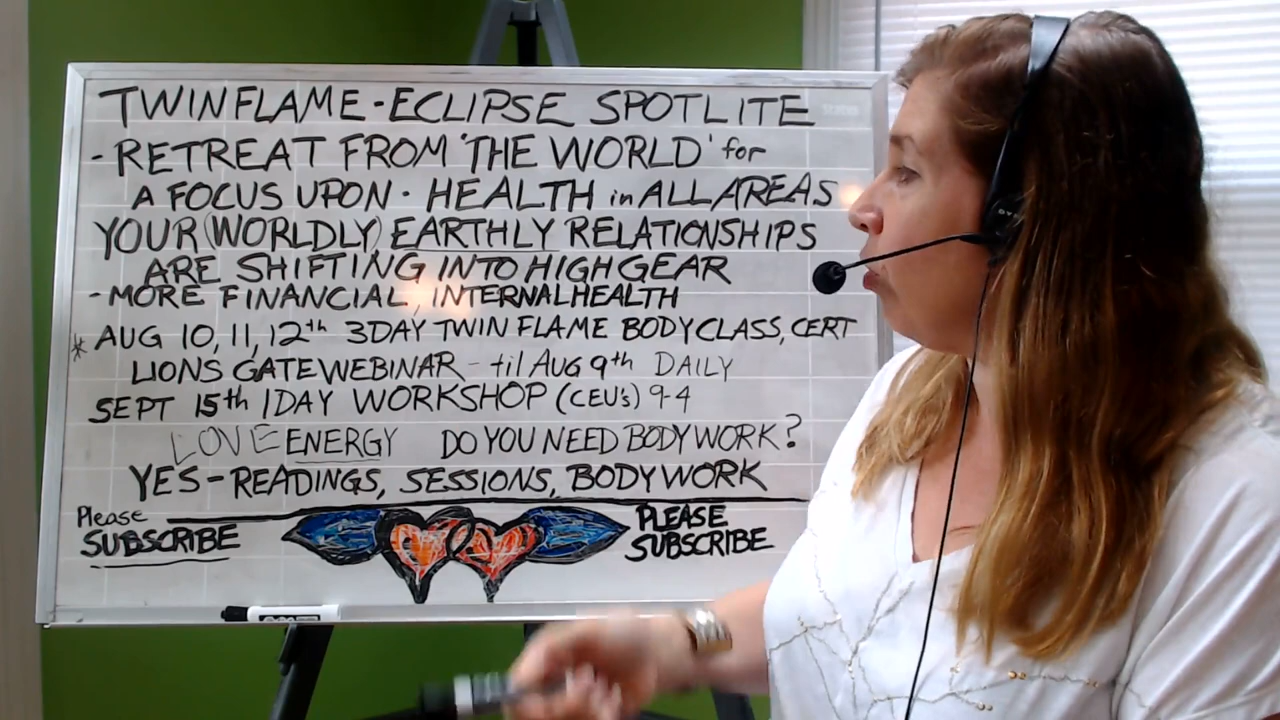 TWINFLAME-ECLIPSE SPOTLITE
- RETREAT FROM 'THE WORLD' for
A FOCUS UPON · HEALTH in ALL AREAS
YOUR (WORLDLY) EARTHLY RELATIONSHIPS
ARE SHIFTING INTO HIGH GEAR
- MORE FINANCIAL, INTERNAL HEALTH
* AUG 10, 11, 12th 3DAY TWIN FLAME BODY CLASS, CERT
LIONS GATE WEBINAR - til AUG 9th DAILY
SEPT 15th 1DAY WORKSHOP (CEU's) 9-4
LOVE ENERGY DO YOU NEED BODYWORK?
YES - READINGS, SESSIONS, BODYWORK
Please SUBSCRIBE
PLEASE SUBSCRIBE